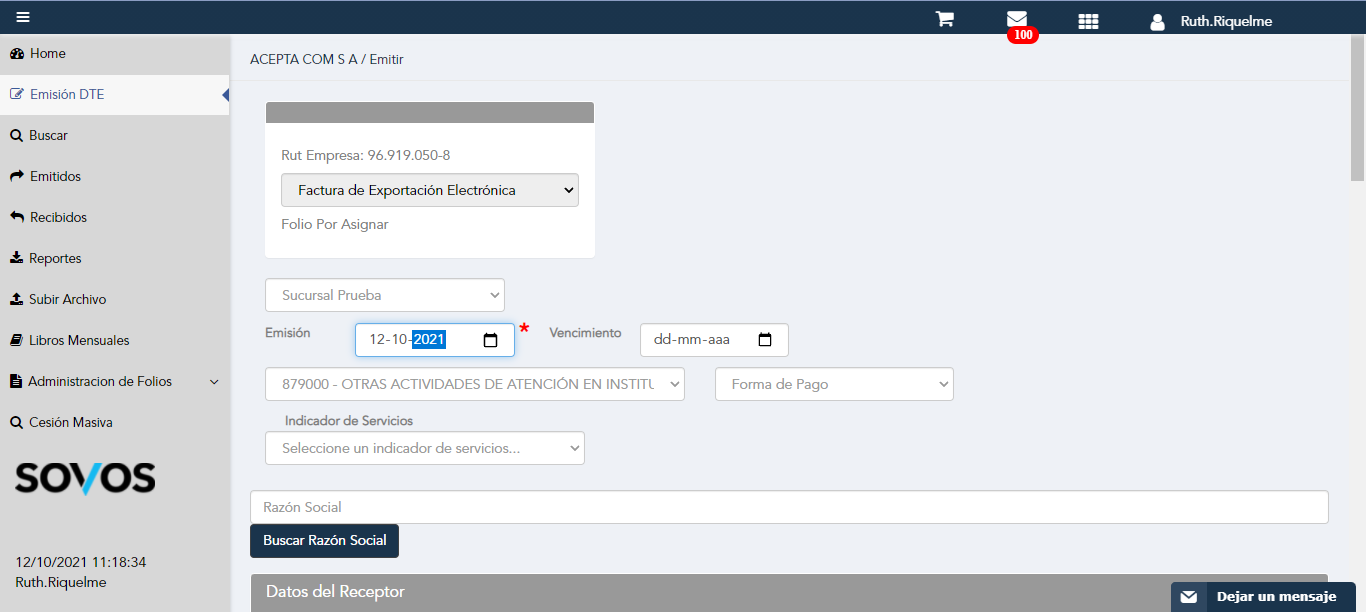 100
Ruth.Riquelme
Home
Emisión DTE
Buscar
Emitidos
Recibidos
Reportes
Subir Archivo
Libros Mensuales
Administracion de Folios
Cesión Masiva
SOVOS
12/10/2021 11:18:34
Ruth.Riquelme
ACEPTA COM S A / Emitir
Rut Empresa: 96.919.050-8
Factura de Exportación Electrónica
Folio Por Asignar
Sucursal Prueba
Emisión 12-10-2021 * Vencimiento dd-mm-aaa
879000 - OTRAS ACTIVIDADES DE ATENCIÓN EN INSTITU Forma de Pago
Indicador de Servicios
Seleccione un indicador de servicios...
Razón Social
Buscar Razón Social
Datos del Receptor
Dejar un mensaje